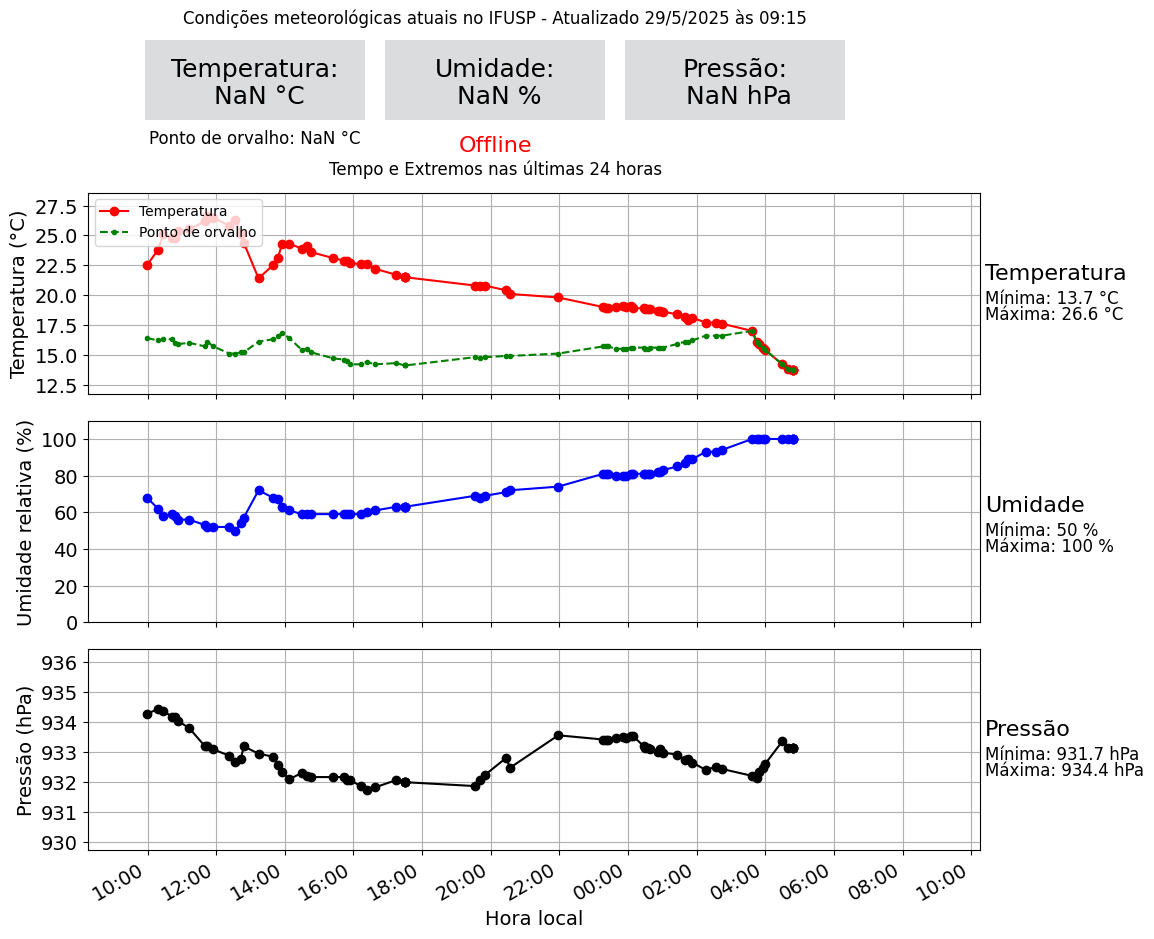 Condições meteorológicas atuais no IFUSP - Atualizado 29/5/2025 às 09:15
Temperatura:
NaN °C
Umidade:
NaN %
Pressão:
NaN hPa
Ponto de orvalho: NaN °C
Offline
Tempo e Extremos nas últimas 24 horas
Temperatura (°C)
27.5
25.0
22.5
20.0
17.5
15.0
12.5
Temperatura
Ponto de orvalho
Temperatura
Mínima: 13.7 °C
Máxima: 26.6 °C
Umidade relativa (%)
100
80
60
40
20
0
Umidade
Mínima: 50 %
Máxima: 100 %
Pressão (hPa)
936
935
934
933
932
931
930
Pressão
Mínima: 931.7 hPa
Máxima: 934.4 hPa
10:00
12:00
14:00
16:00
18:00
20:00
22:00
00:00
02:00
04:00
06:00
08:00
10:00
Hora local